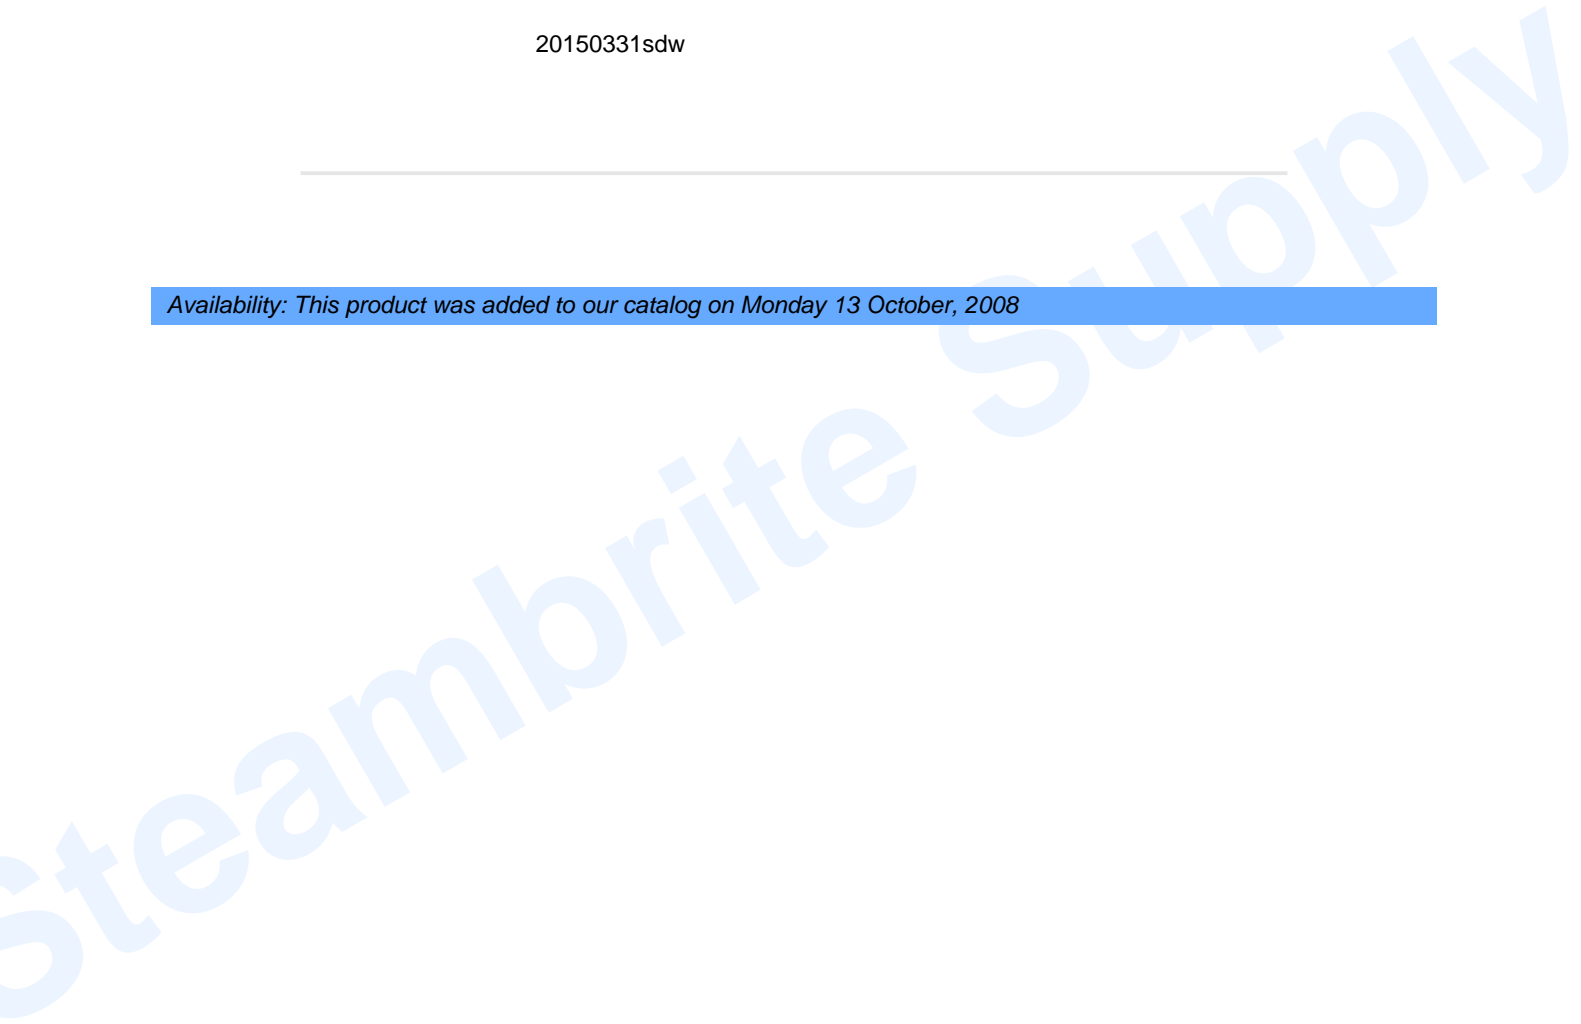 20150331sdw
Availability: This product was added to our catalog on Monday 13 October, 2008
Steambrite Supply